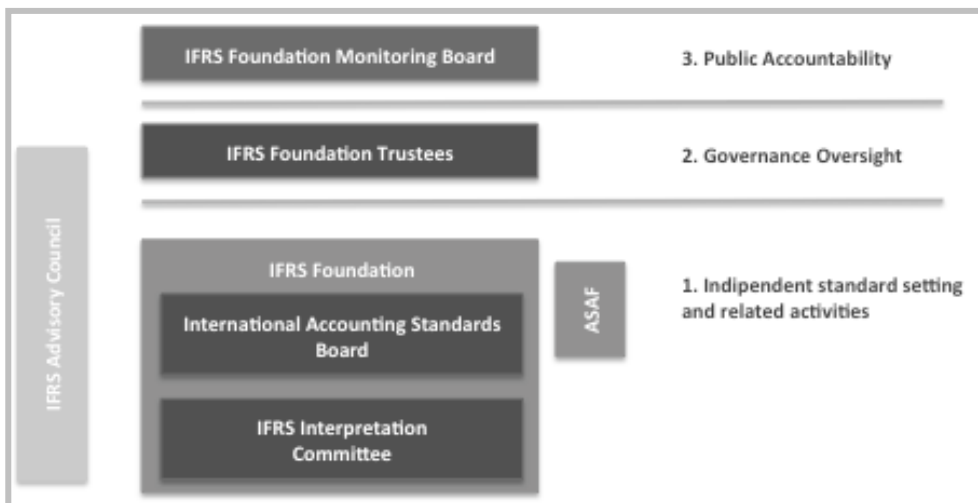 IFRS Foundation Monitoring Board
3. Public Accountability
IFRS Foundation Trustees
2. Governance Oversight
IFRS Advisory Council
IFRS Foundation
International Accounting Standards
Board
IFRS Interpretation
Committee
ASAF
1. Indipendent standard setting
and related activities